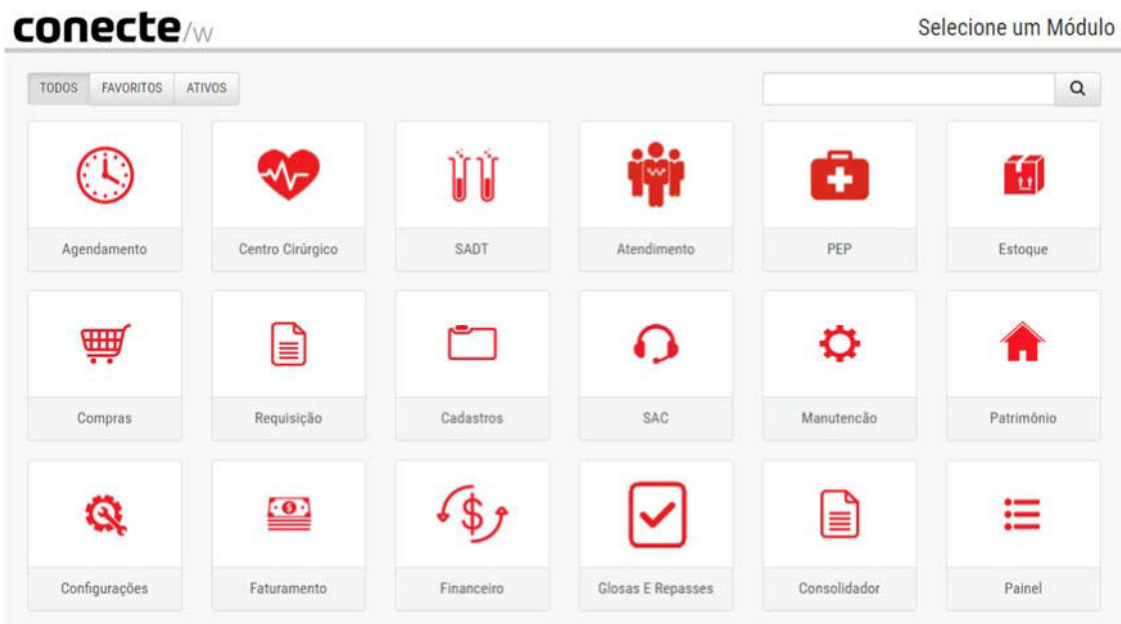 conecte/w
Selecione um Módulo
TODOS FAVORITOS ATIVOS
Agendamento Centro Cirúrgico SADT Atendimento PEP Estoque
Compras Requisição Cadastros SAC Manutencão Patrimônio
Configurações Faturamento Financeiro Glosas E Repasses Consolidador Painel